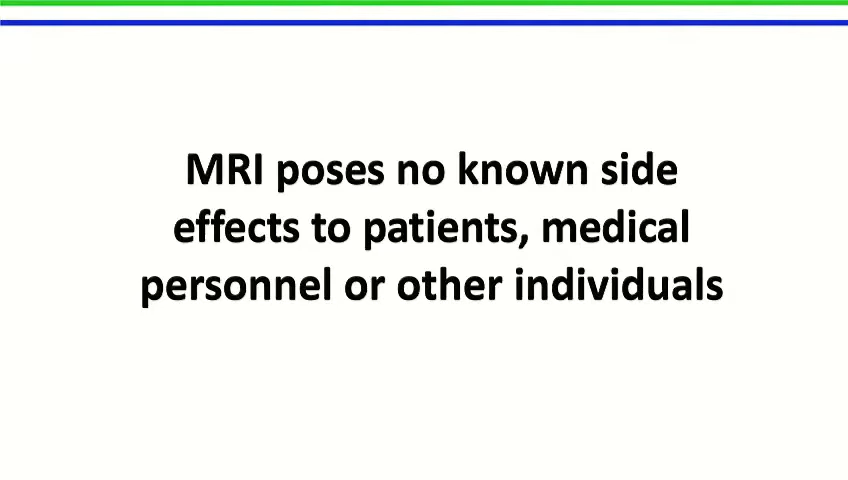 MRI poses no known side
effects to patients, medical
personnel or other individuals